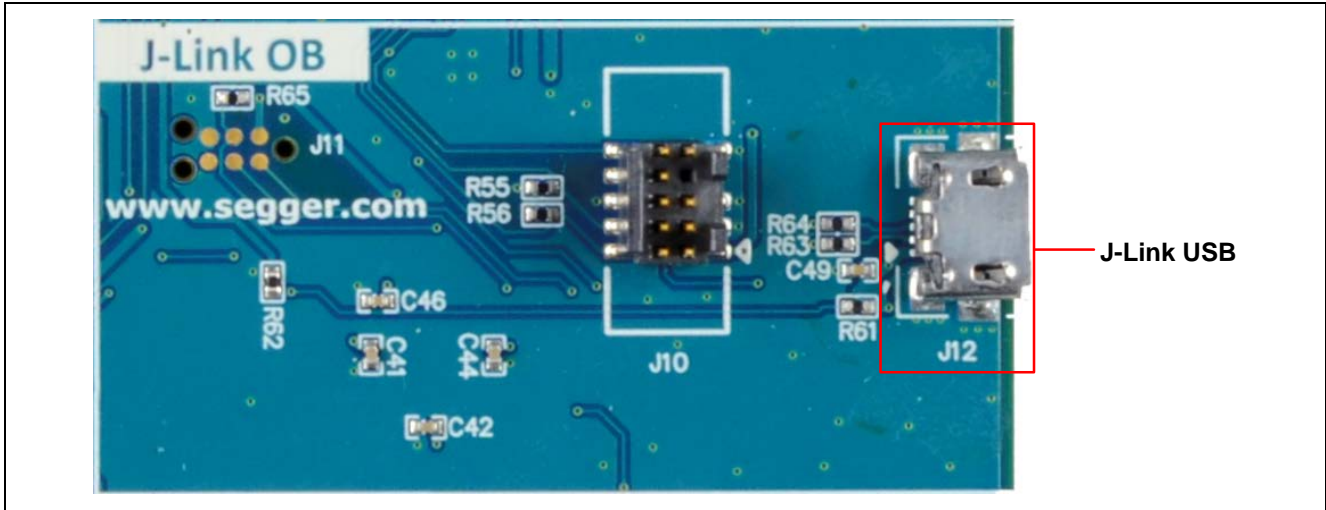 J-Link OB
R65
J11
www.segger.com
R55
R56
R64
R63
C49
J-Link USB
R62
C46
R61
C41
C44
J10
J12
C42